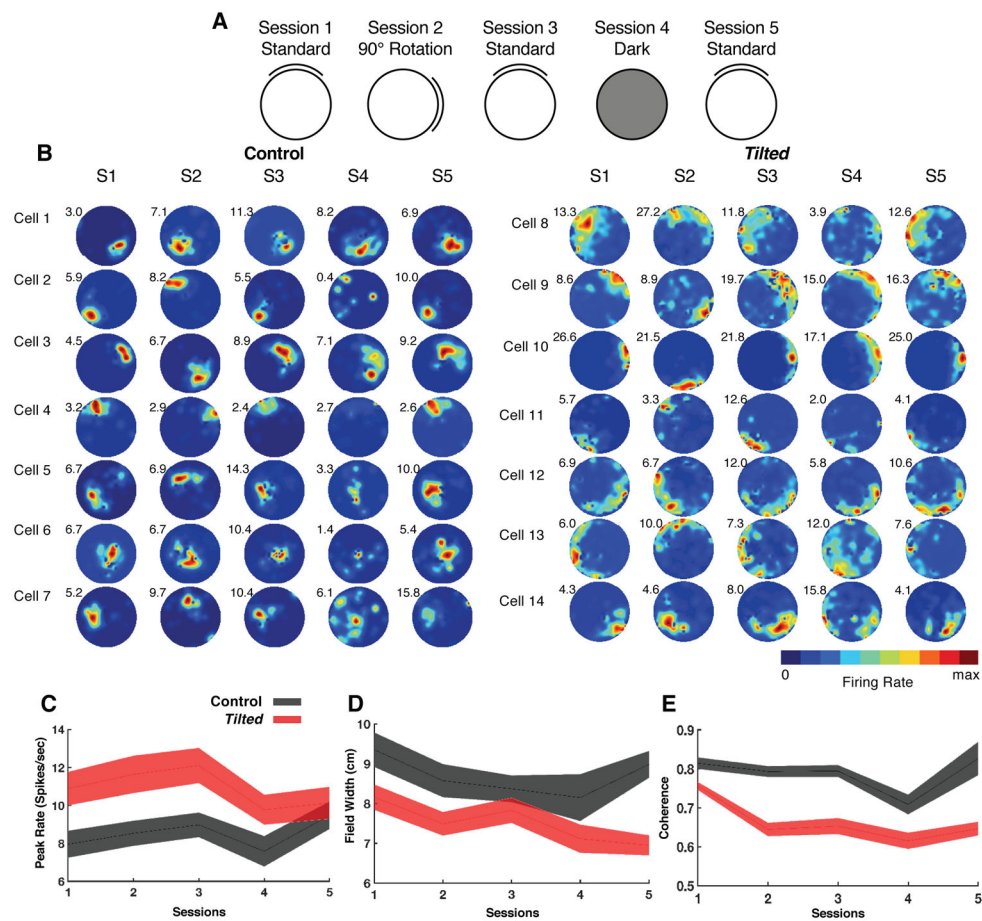 A
Session 1 Session 2 Session 3 Session 4 Session 5
Standard 90° Rotation Standard Dark Standard
B
Control
S1 S2 S3 S4 S5
Cell 1 3.0 7.1 11.3 8.2 6.9
Cell 2 5.9 8.2 5.5 0.4 10.0
Cell 3 4.5 6.7 8.9 7.1 9.2
Cell 4 3.2 2.9 2.4 2.7 2.6
Cell 5 6.7 6.9 14.3 3.3 10.0
Cell 6 6.7 6.7 10.4 1.4 5.4
Cell 7 5.2 9.7 10.4 6.1 15.8
Tilted
S1 S2 S3 S4 S5
Cell 8 13.3 27.2 11.8 3.9 12.6
Cell 9 8.6 8.9 19.7 15.0 16.3
Cell 10 26.6 21.5 21.8 17.1 25.0
Cell 11 5.7 3.3 12.6 2.0 4.1
Cell 12 6.9 6.7 12.0 5.8 10.6
Cell 13 6.0 10.0 7.3 12.0 7.6
Cell 14 4.3 4.6 8.0 15.8 4.1
0 max
Firing Rate
C
Control
Tilted
Peak Rate (Spikes/sec)
14
12
10
8
6
1 2 3 4 5
Sessions
D
Field Width (cm)
10
9
8
7
6
1 2 3 4 5
Sessions
E
Coherence
0.9
0.8
0.7
0.6
0.5
1 2 3 4 5
Sessions